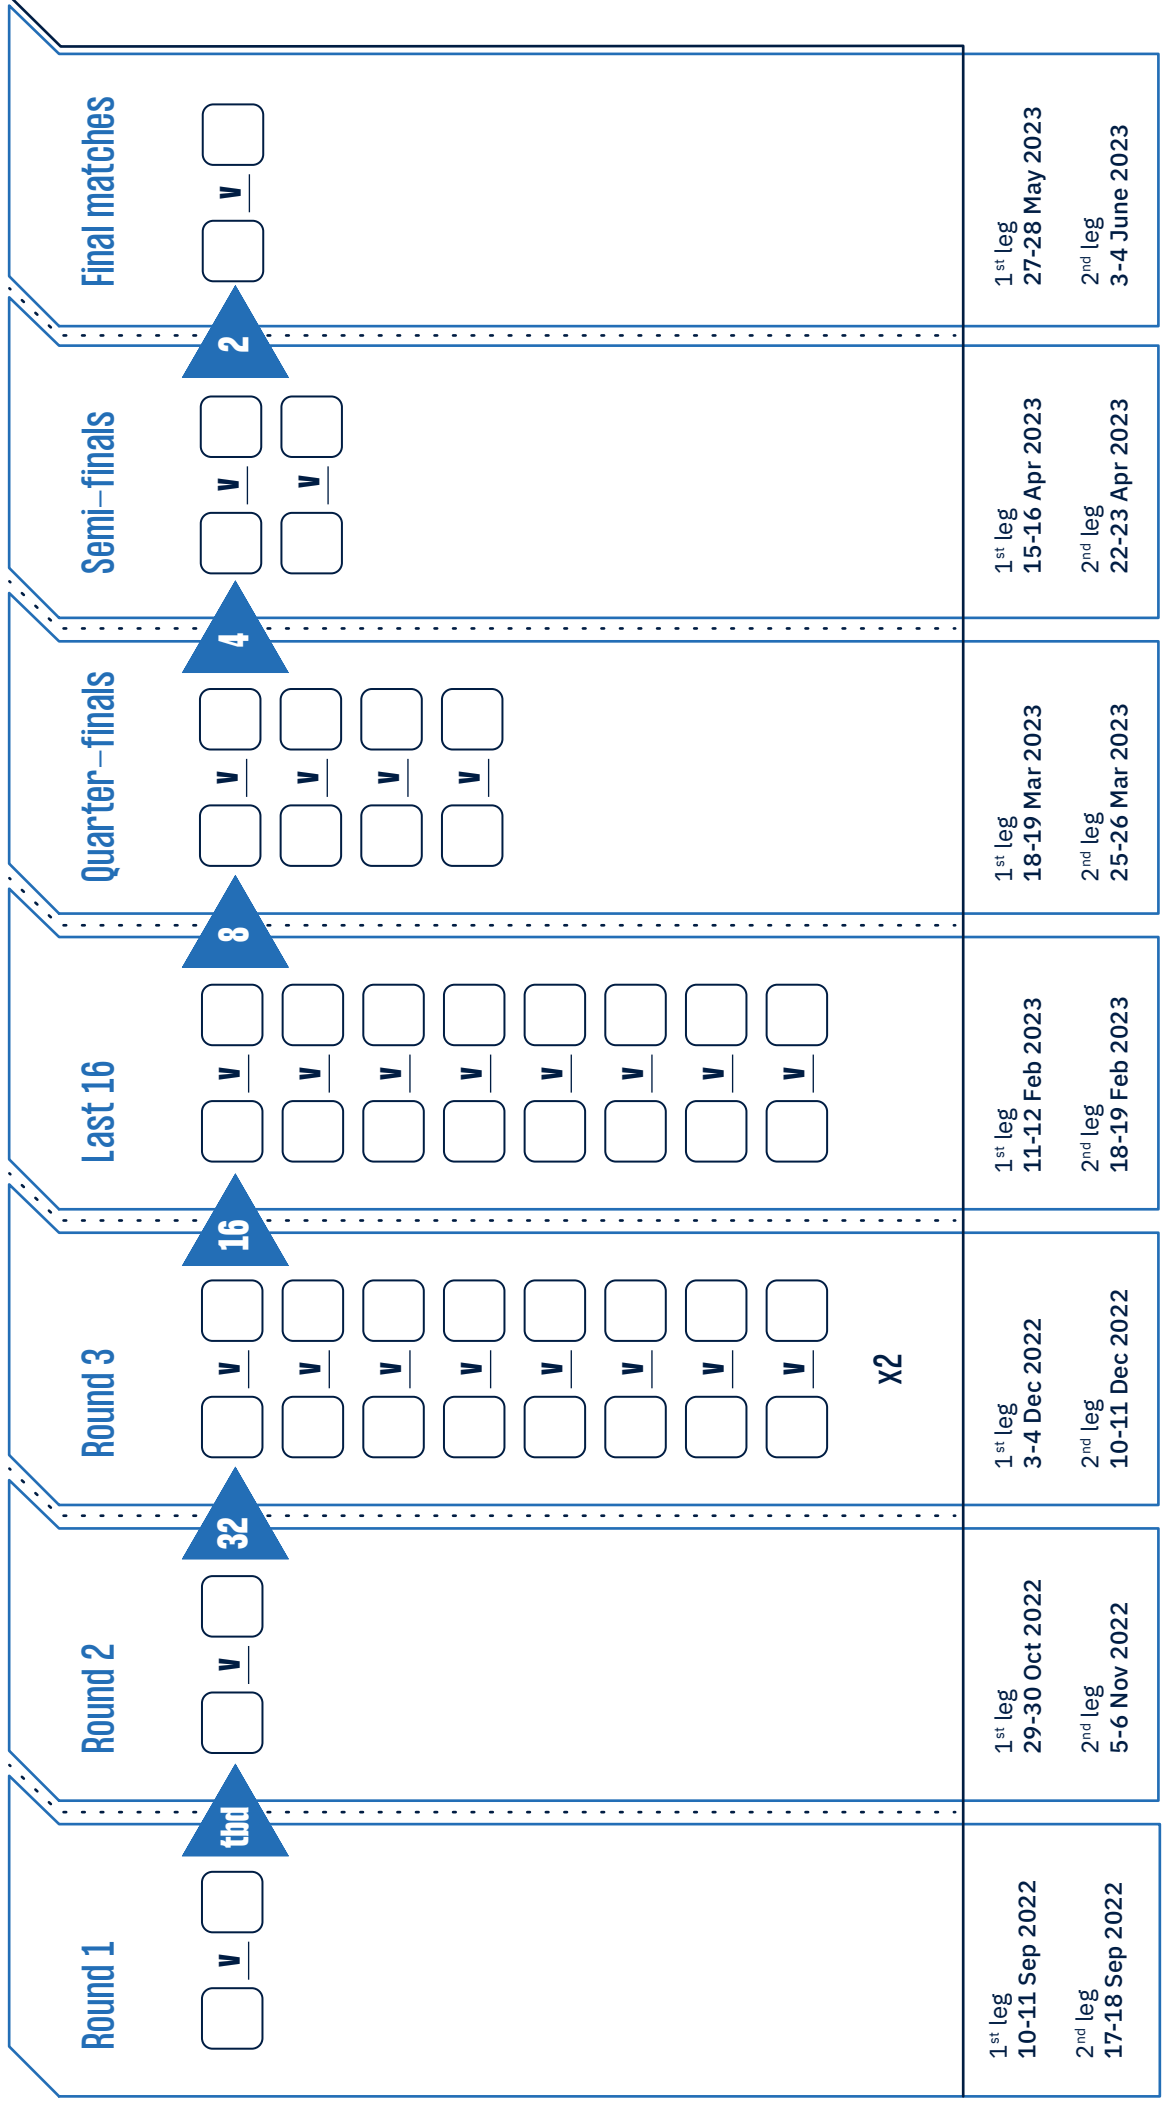 Round 1
v
1st leg
10-11 Sep 2022
2nd leg
17-18 Sep 2022
tbd
Round 2
v
1st leg
29-30 Oct 2022
2nd leg
5-6 Nov 2022
32
Round 3
v
v
v
v
v
v
v
v
x2
1st leg
3-4 Dec 2022
2nd leg
10-11 Dec 2022
16
Last 16
v
v
v
v
v
v
v
v
1st leg
11-12 Feb 2023
2nd leg
18-19 Feb 2023
8
Quarter-finals
v
v
v
v
1st leg
18-19 Mar 2023
2nd leg
25-26 Mar 2023
4
Semi-finals
v
v
1st leg
15-16 Apr 2023
2nd leg
22-23 Apr 2023
2
Final matches
v
1st leg
27-28 May 2023
2nd leg
3-4 June 2023